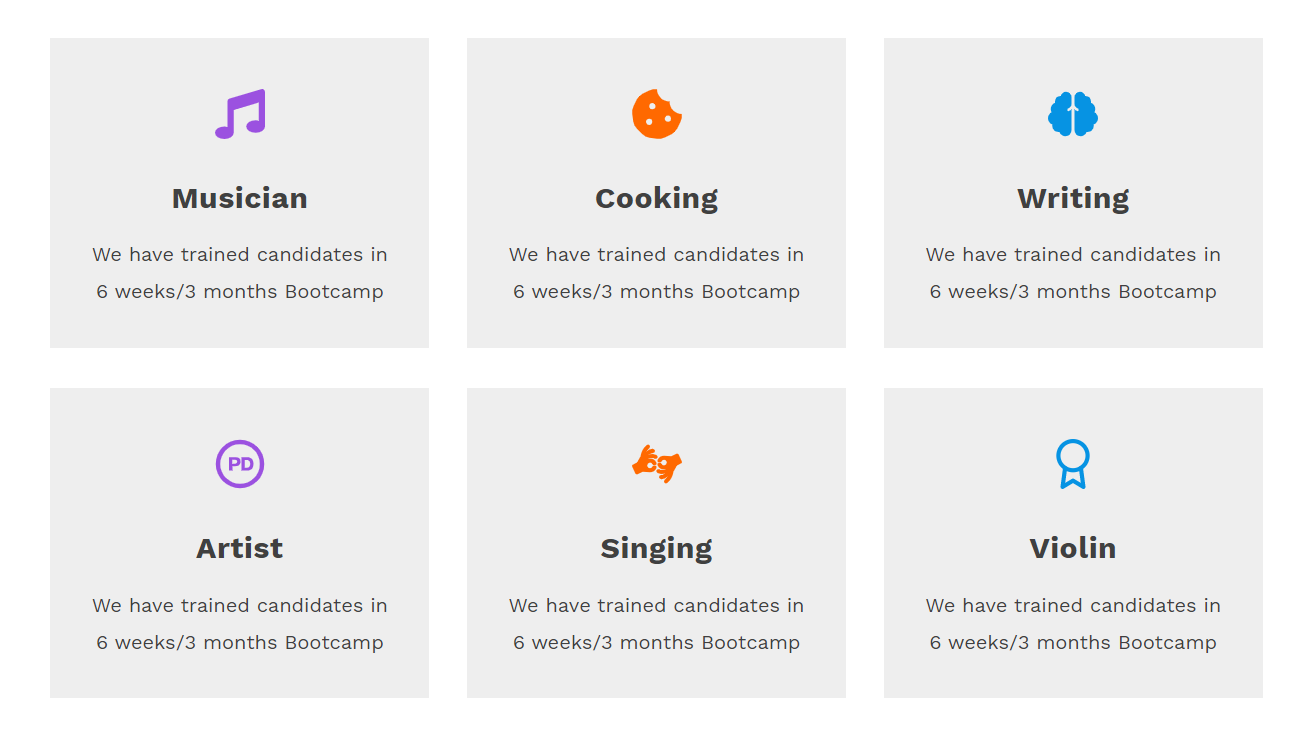 Musician
We have trained candidates in
6 weeks/3 months Bootcamp
Cooking
We have trained candidates in
6 weeks/3 months Bootcamp
Writing
We have trained candidates in
6 weeks/3 months Bootcamp
PD
Artist
We have trained candidates in
6 weeks/3 months Bootcamp
Singing
We have trained candidates in
6 weeks/3 months Bootcamp
Violin
We have trained candidates in
6 weeks/3 months Bootcamp